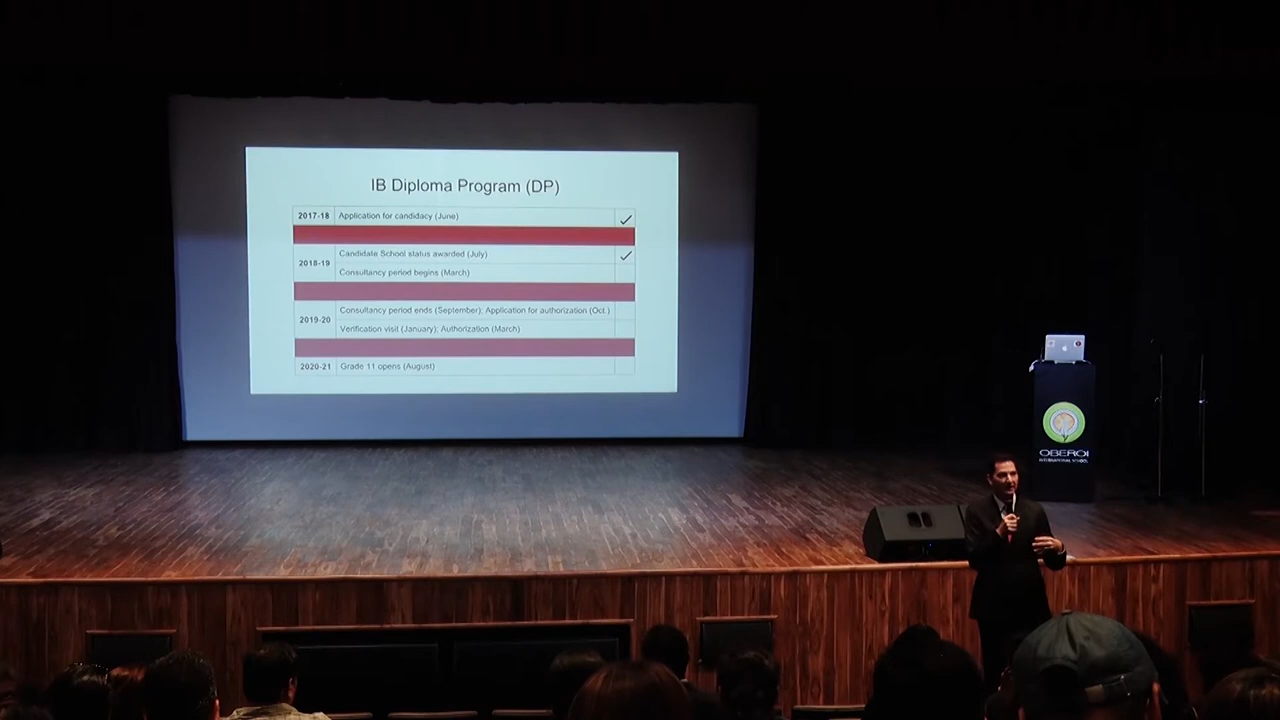 IB Diploma Program (DP)
2017-18 Application for candidacy (June) ✓
2018-19 Candidate School status awarded (July) ✓
Consultancy period begins (March)
2019-20 Consultancy period ends (September); Application for authorization (Oct.)
Verification visit (January); Authorization (March)
2020-21 Grade 11 opens (August)
OBEROI
INTERNATIONAL SCHOOL